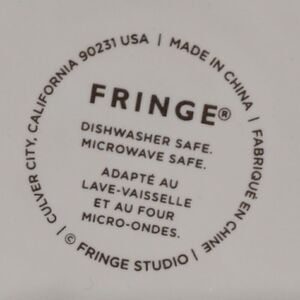 FRINGE®
DISHWASHER SAFE.
MICROWAVE SAFE.
ADAPTÉ AU
LAVE-VAISSELLE
ET AU FOUR
MICRO-ONDES.
| CULVER CITY, CALIFORNIA 90231 USA | MADE IN CHINA | FABRIQUÉ EN CHINE | © FRINGE STUDIO